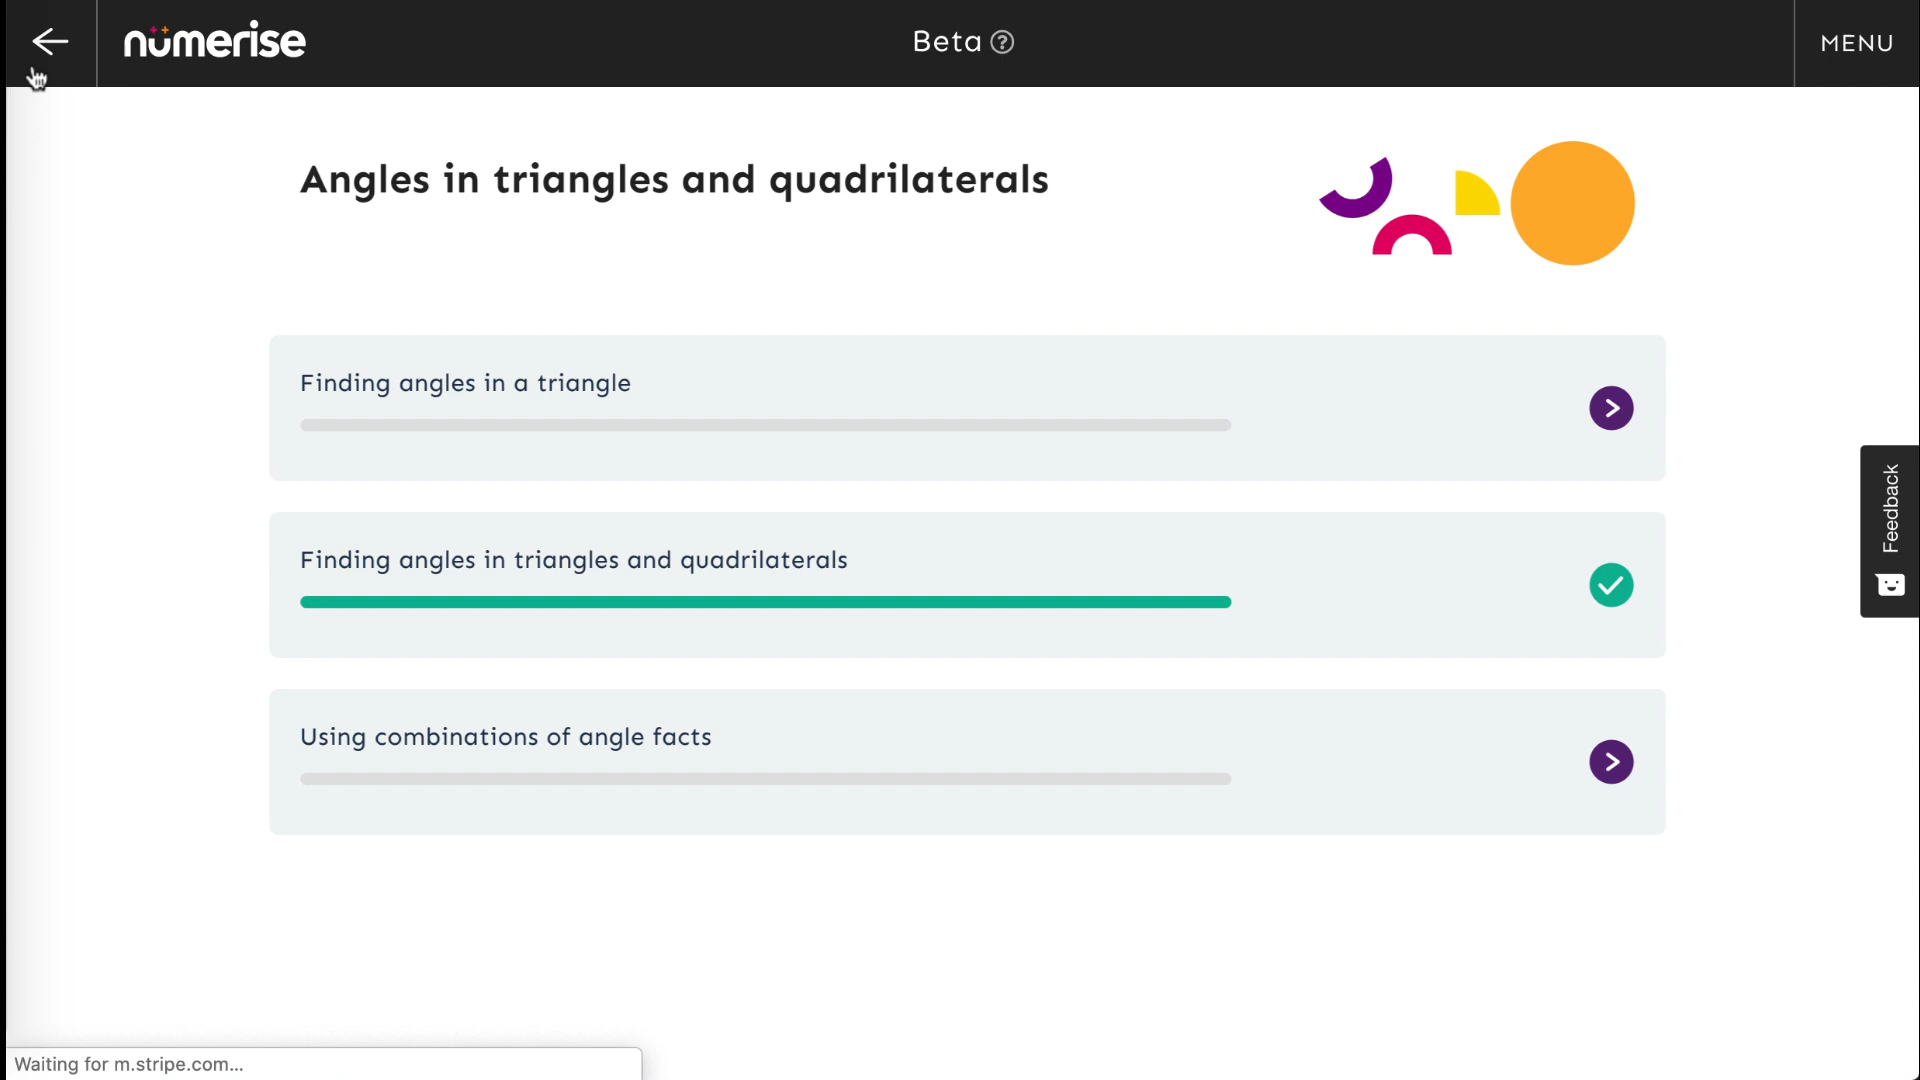 numerise
Beta ?
MENU
Angles in triangles and quadrilaterals
Finding angles in a triangle
Finding angles in triangles and quadrilaterals
Feedback
Using combinations of angle facts
Waiting for m.stripe.com...